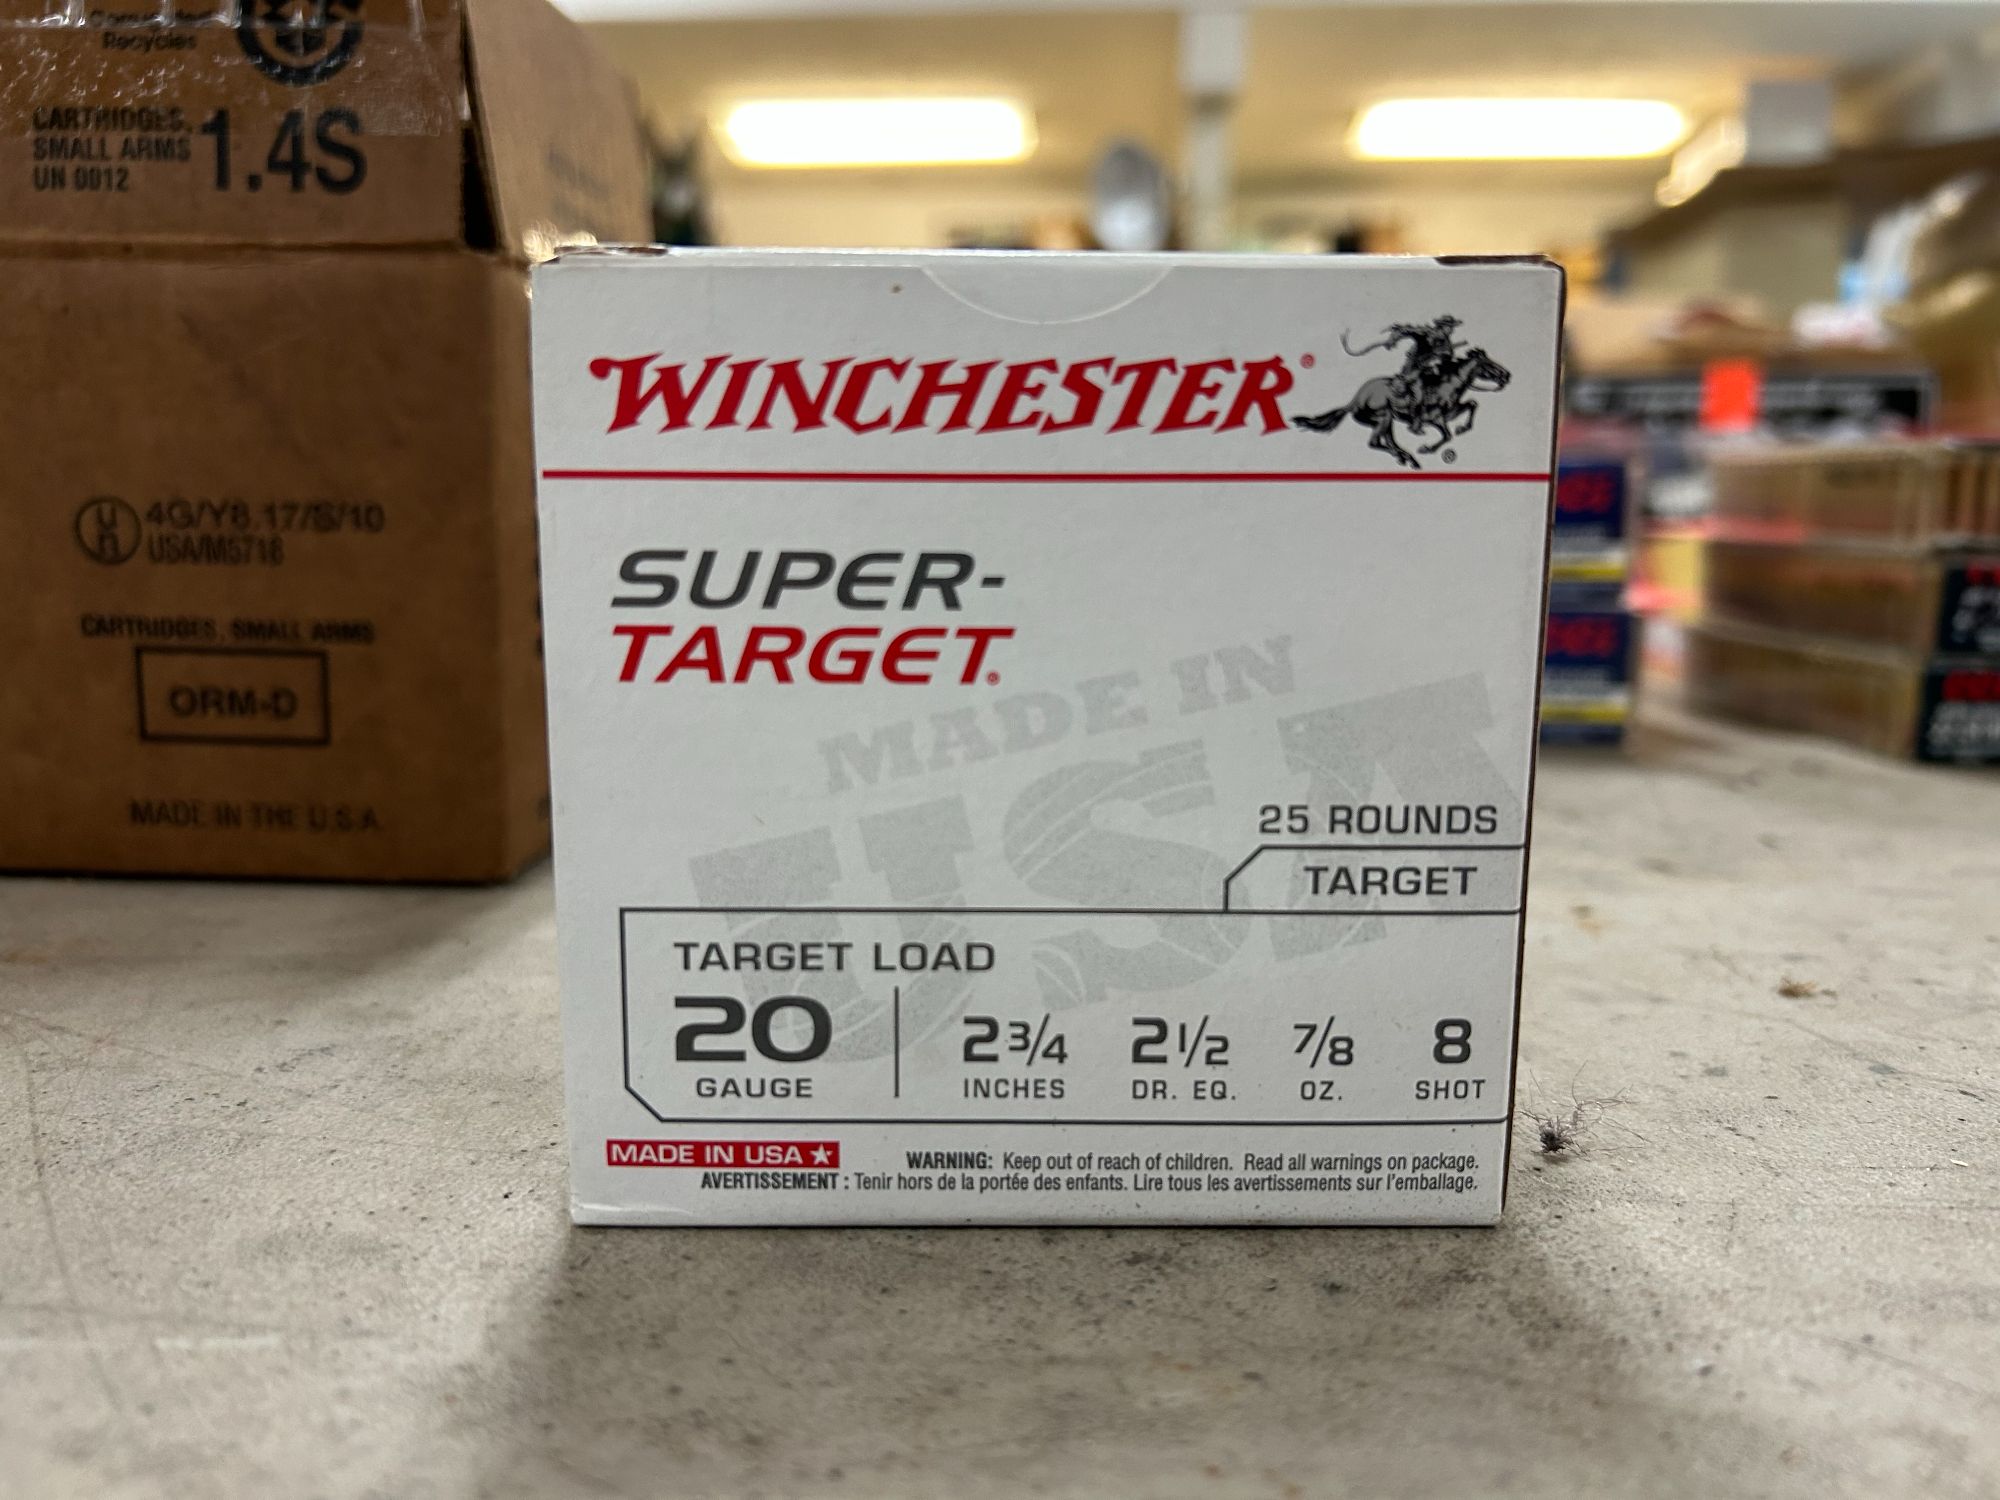 Recycles
CARTRIDGES,
SMALL ARMS
UN 0012
1.4S
u
n
4G/Y8.17/S/10
USA/M5718
CARTRIDGES, SMALL ARMS
ORM-D
MADE IN THE U.S.A.
WINCHESTER®
®
SUPER-
TARGET®
MADE IN
USA
25 ROUNDS
TARGET
TARGET LOAD
20
GAUGE
2 3/4
INCHES
2 1/2
DR. EQ.
7/8
OZ.
8
SHOT
MADE IN USA ★
WARNING: Keep out of reach of children. Read all warnings on package.
AVERTISSEMENT : Tenir hors de la portée des enfants. Lire tous les avertissements sur l'emballage.